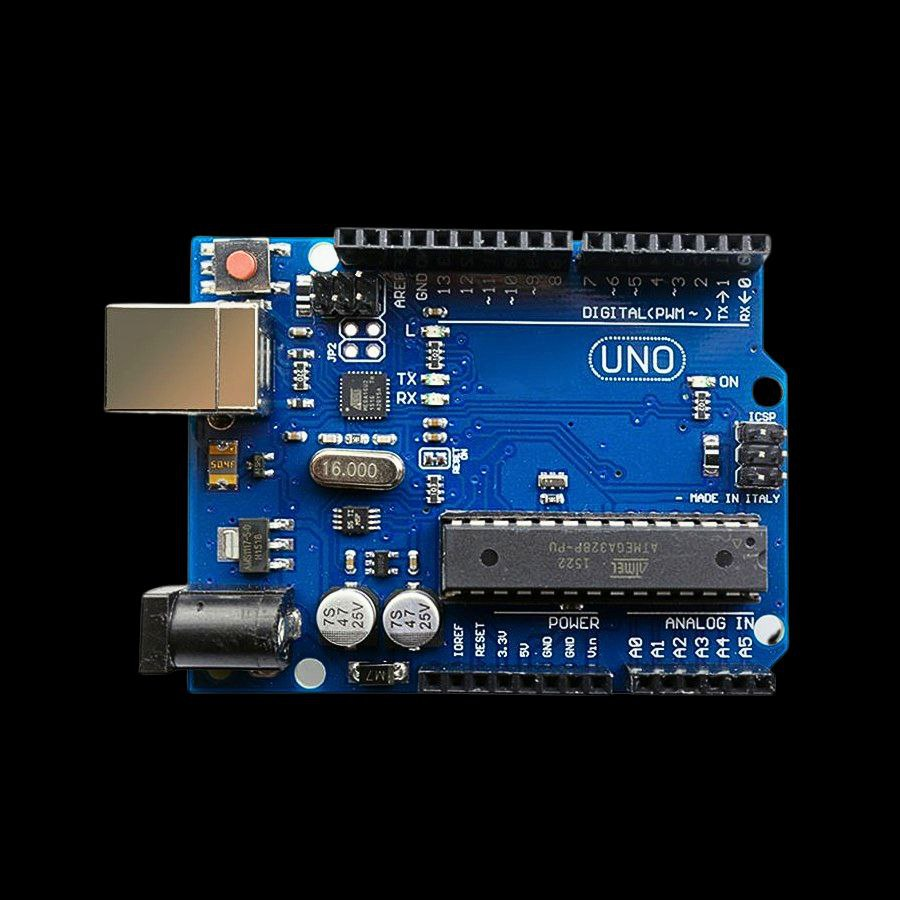 AREF
GND
13
12
~11
~10
~9
8
7
~6
~5
4
~3
2
TX→1
RX←0
DIGITAL(PWM ~ )
L
JP2
TX
RX
UNO
ON
ICSP
RESET
16.000
- MADE IN ITALY
ATMEL
1522
ATMEGA328P-PU
7S
47
25V
7S
47
25V
M7
POWER
ANALOG IN
IOREF
RESET
3.3V
5V
GND
GND
Vin
A0
A1
A2
A3
A4
A5